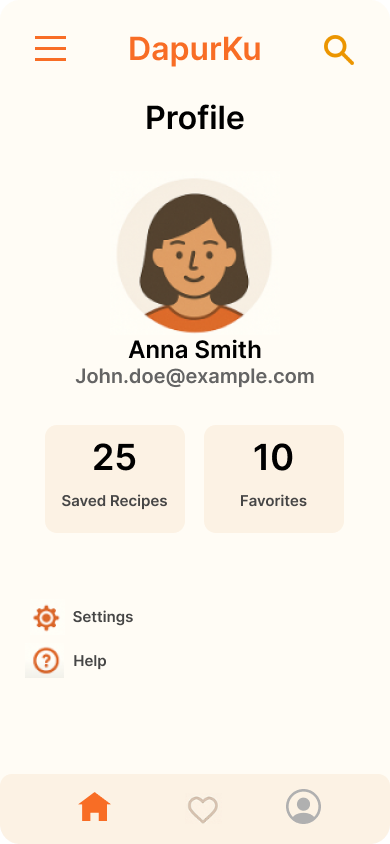 DapurKu
Profile
Anna Smith
John.doe@example.com
25
Saved Recipes
10
Favorites
Settings
?
Help